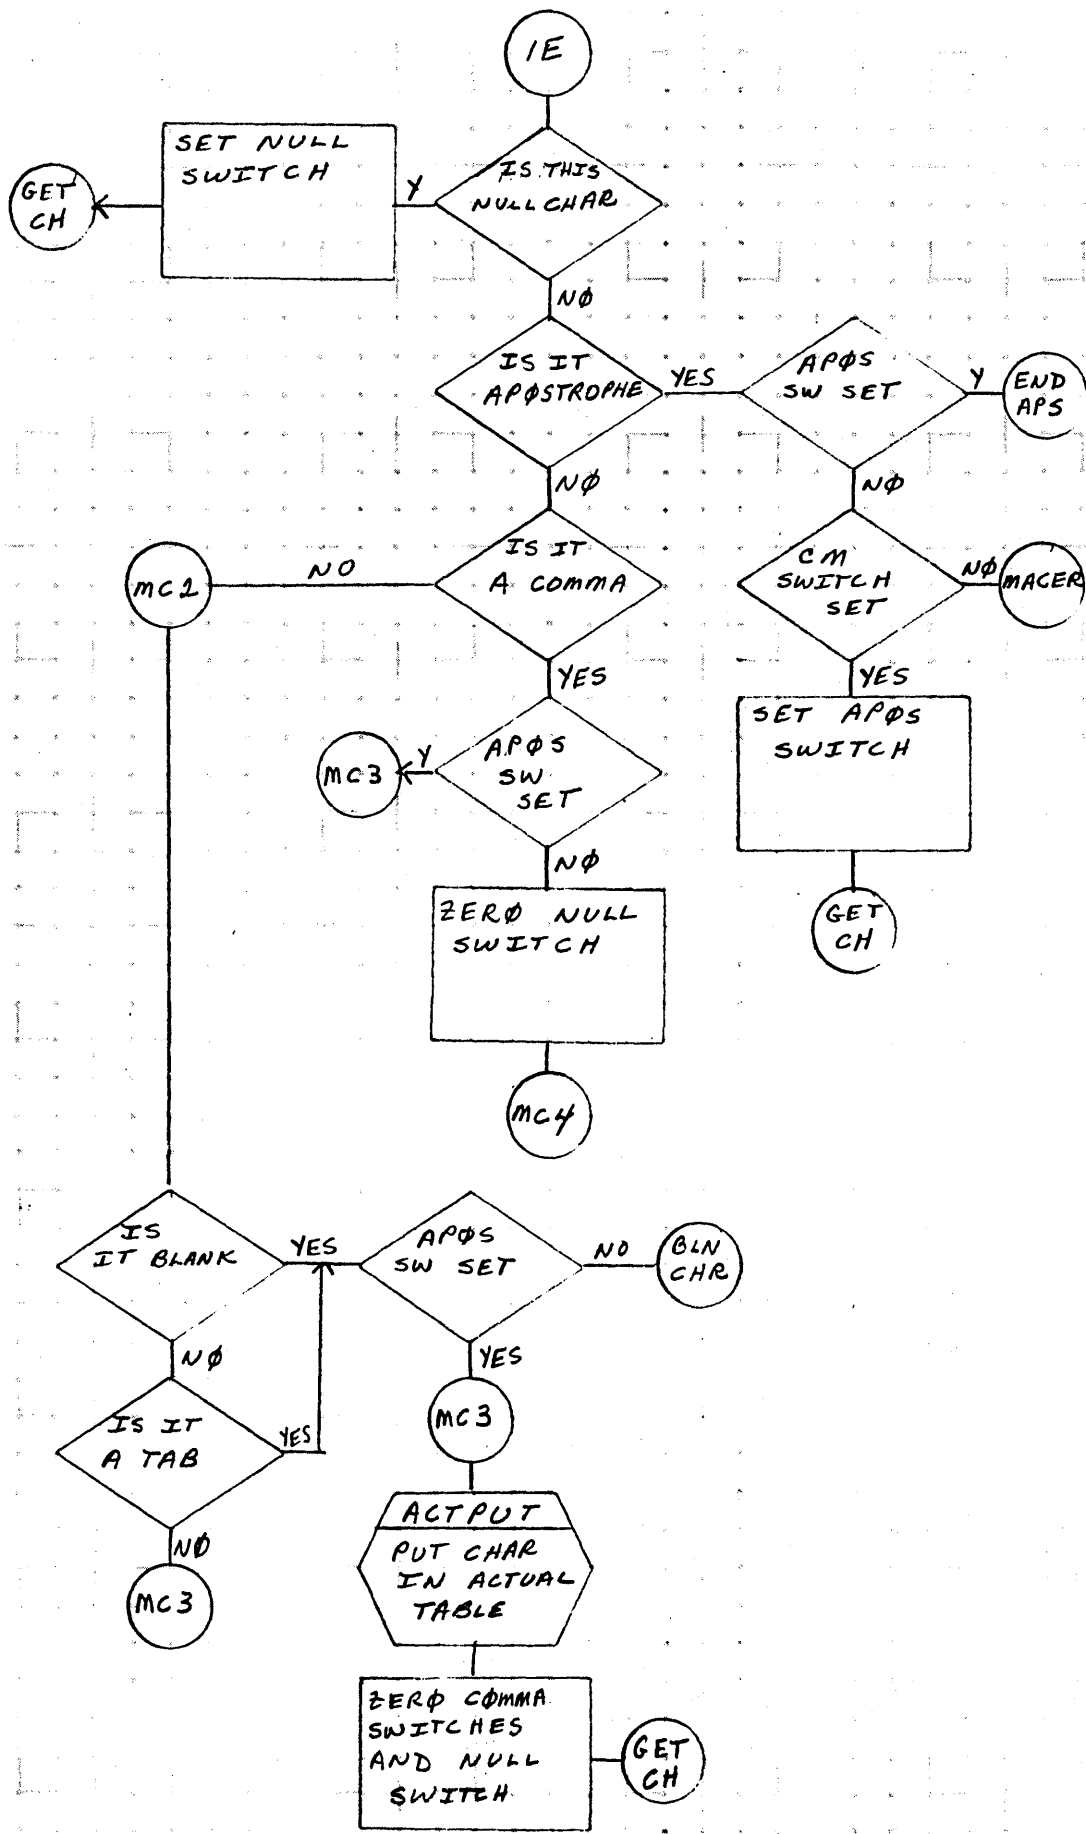 IE
SET NULL
SWITCH
GET
CH
Y
IS THIS
NULL CHAR
NØ
IS IT
APØSTROPHE
YES
APØS
SW SET
Y
END
APS
NØ
NØ
MC2
NO
IS IT
A COMMA
CM
SWITCH
SET
NØ
MACER
YES
YES
SET APØS
SWITCH
MC3
Y
APØS
SW
SET
NØ
ZERØ NULL
SWITCH
GET
CH
MC4
IS
IT BLANK
YES
APØS
SW SET
NO
BLN
CHR
NØ
YES
IS IT
A TAB
YES
MC3
NØ
MC3
ACTPUT
PUT CHAR
IN ACTUAL
TABLE
ZERØ CØMMA
SWITCHES
AND NULL
SWITCH
GET
CH